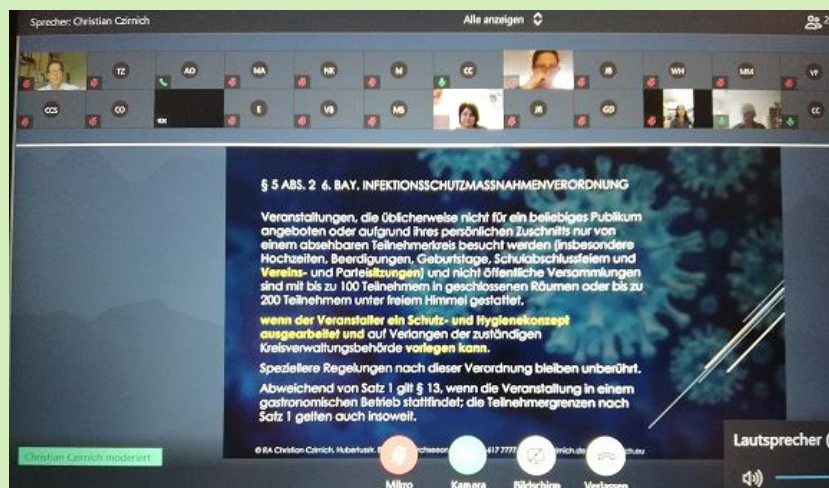 Sprecher: Christian Czirnich
Alle anzeigen
2
TZ AO MA NK M CC JB WH MM VF
CCS CO E VB MS JR GD CC
§ 5 ABS. 2 6. BAY. INFEKTIONSSCHUTZMASSNAHMENVERORDNUNG
Veranstaltungen, die üblicherweise nicht für ein beliebiges Publikum
angeboten oder aufgrund ihres persönlichen Zuschnitts nur von
einem absehbaren Teilnehmerkreis besucht werden (insbesondere
Hochzeiten, Beerdigungen, Geburtstage, Schulabschlussfeiern und
Vereins- und Parteisitzungen) und nicht öffentliche Versammlungen
sind mit bis zu 100 Teilnehmern in geschlossenen Räumen oder bis zu
200 Teilnehmern unter freiem Himmel gestattet,
wenn der Veranstalter ein Schutz- und Hygienekonzept
ausgearbeitet und auf Verlangen der zuständigen
Kreisverwaltungsbehörde vorlegen kann.
Speziellere Regelungen nach dieser Verordnung bleiben unberührt.
Abweichend von Satz 1 gilt § 13, wenn die Veranstaltung in einem
gastronomischen Betrieb stattfindet; die Teilnehmergrenzen nach
Satz 1 gelten auch insoweit.
© RA Christian Czirnich, Hubertusstr.
Christian Czirnich moderiert
Mikro Kamera Bildschirm Verlassen
Lautsprecher (